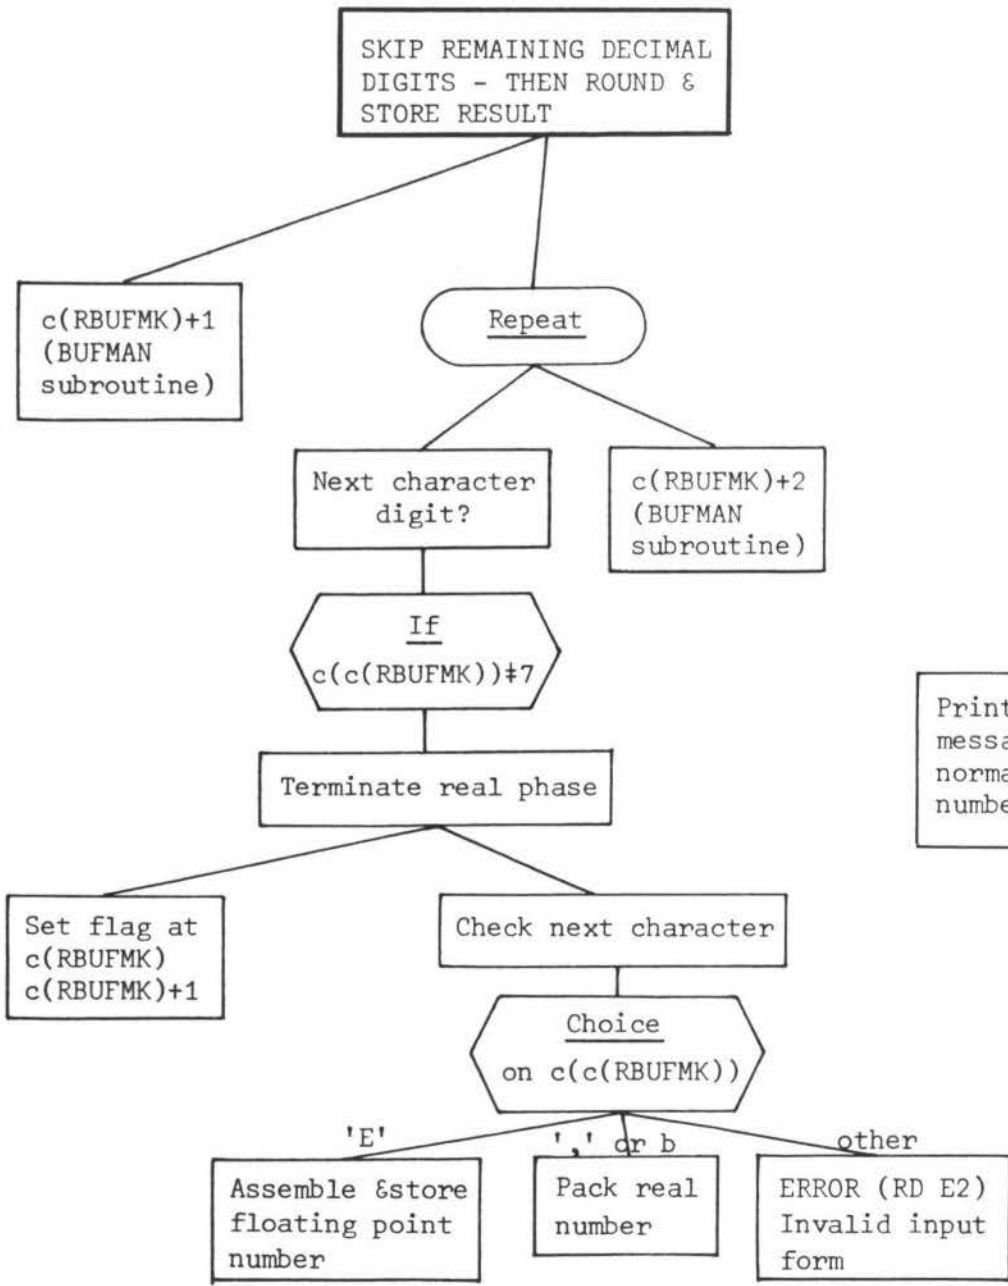 SKIP REMAINING DECIMAL
DIGITS - THEN ROUND &
STORE RESULT
c(RBUFMK)+1
(BUFMAN
subroutine)
Repeat
Next character
digit?
c(RBUFMK)+2
(BUFMAN
subroutine)
If
c(c(RBUFMK))‡7
Terminate real phase
Set flag at
c(RBUFMK)
c(RBUFMK)+1
Check next character
Choice
on c(c(RBUFMK))
'E'
',' or b
other
Assemble &store
floating point
number
Pack real
number
ERROR (RD E2)
Invalid input
form
Print
messa
norma
numbe